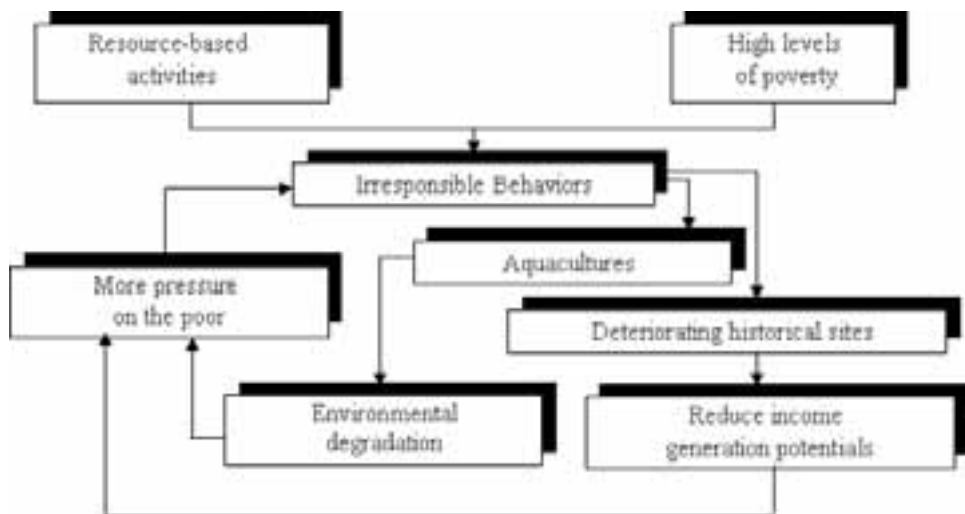 Resource-based
activities
High levels
of poverty
Irresponsible Behaviors
Aquacultures
More pressure
on the poor
Deteriorating historical sites
Environmental
degradation
Reduce income
generation potentials